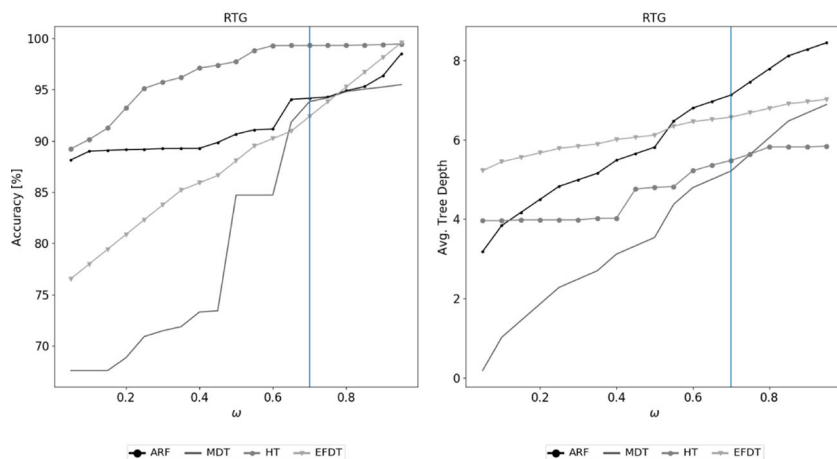 RTG
100
95
90
85
80
75
70
Accuracy [%]
0.2 0.4 0.6 0.8
ω
ARF MDT HT EFDT
RTG
8
6
4
2
0
Avg. Tree Depth
0.2 0.4 0.6 0.8
ω
ARF MDT HT EFDT